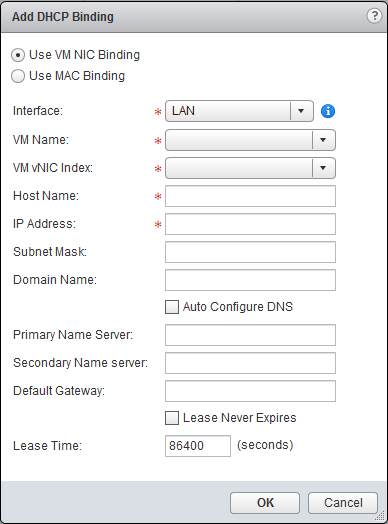 Add DHCP Binding ?
Use VM NIC Binding
Use MAC Binding
Interface: * LAN i
VM Name: *
VM vNIC Index: *
Host Name: *
IP Address: *
Subnet Mask:
Domain Name:
Auto Configure DNS
Primary Name Server:
Secondary Name server:
Default Gateway:
Lease Never Expires
Lease Time: 86400 (seconds)
OK Cancel